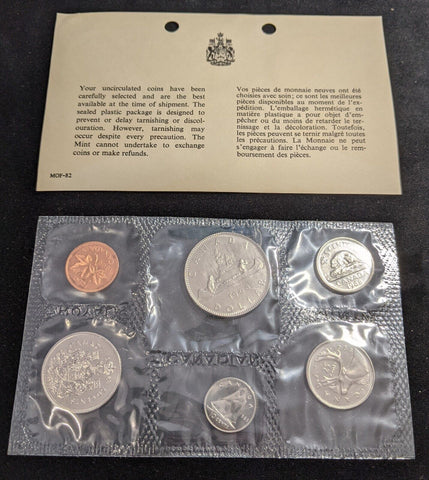 Your uncirculated coins have been
carefully selected and are the best
available at the time of shipment. The
sealed plastic package is designed to
prevent or delay tarnishing or discol-
ouration. However, tarnishing may
occur despite every precaution. The
Mint cannot undertake to exchange
coins or make refunds.
Vos pièces de monnaie neuves ont été
choisies avec soin; ce sont les meilleures
pièces disponibles au moment de l'ex-
pédition. L'emballage hermétique en
matière plastique a pour objet d'em-
pêcher ou du moins de retarder le ter-
nissage et la décoloration. Toutefois,
les pièces peuvent se ternir malgré toutes
les précautions. La Monnaie ne peut
s'engager à faire l'échange ou le rem-
boursement des pièces.
MOF-82
CANADA
DOLLAR
5 CENTS
CANADA